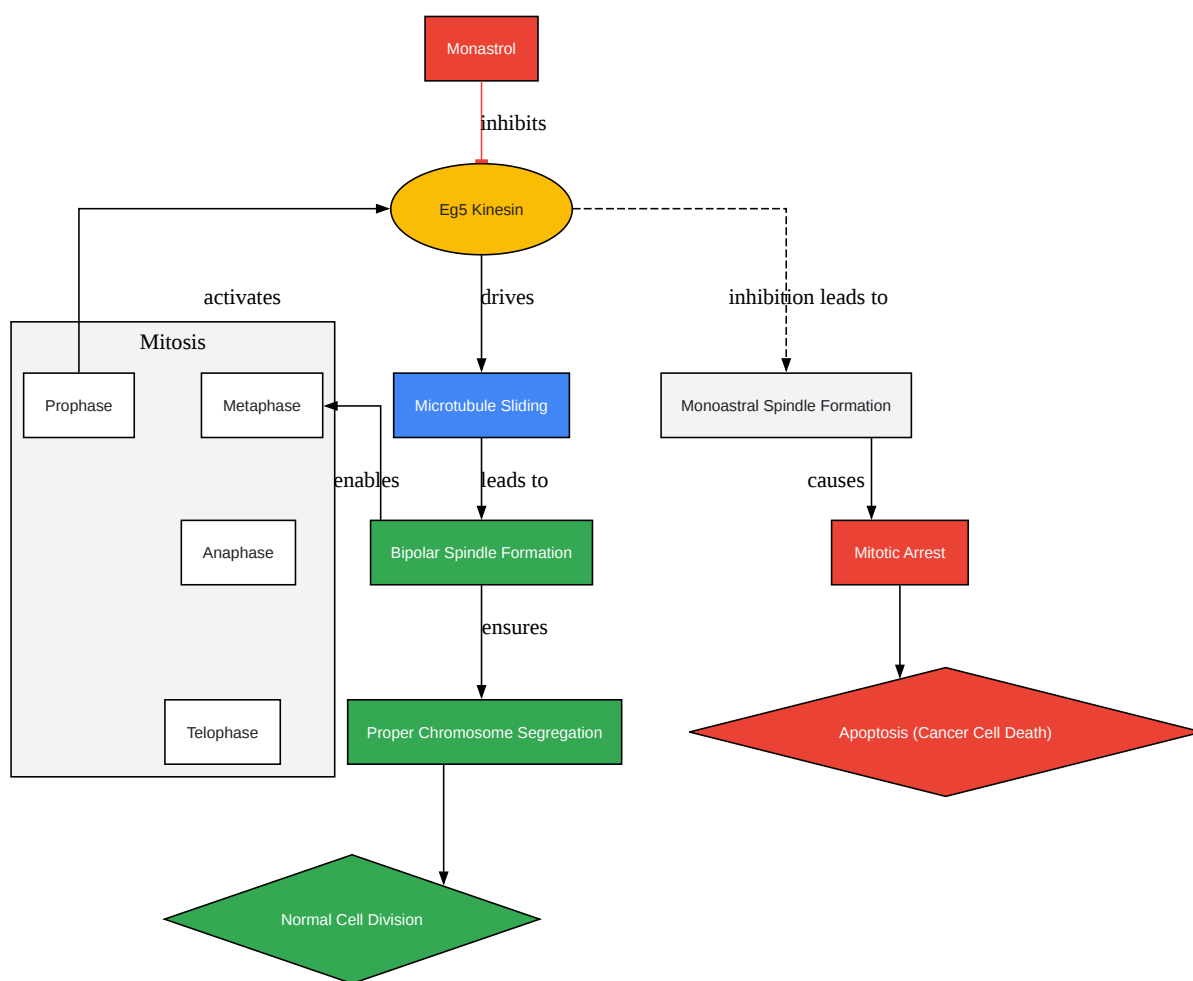 Monastrol
inhibits
Eg5 Kinesin
activates
drives
inhibition leads to
Mitosis
Prophase
Metaphase
Microtubule Sliding
Monoastral Spindle Formation
enables
leads to
causes
Anaphase
Bipolar Spindle Formation
Mitotic Arrest
ensures
Telophase
Proper Chromosome Segregation
Apoptosis (Cancer Cell Death)
Normal Cell Division